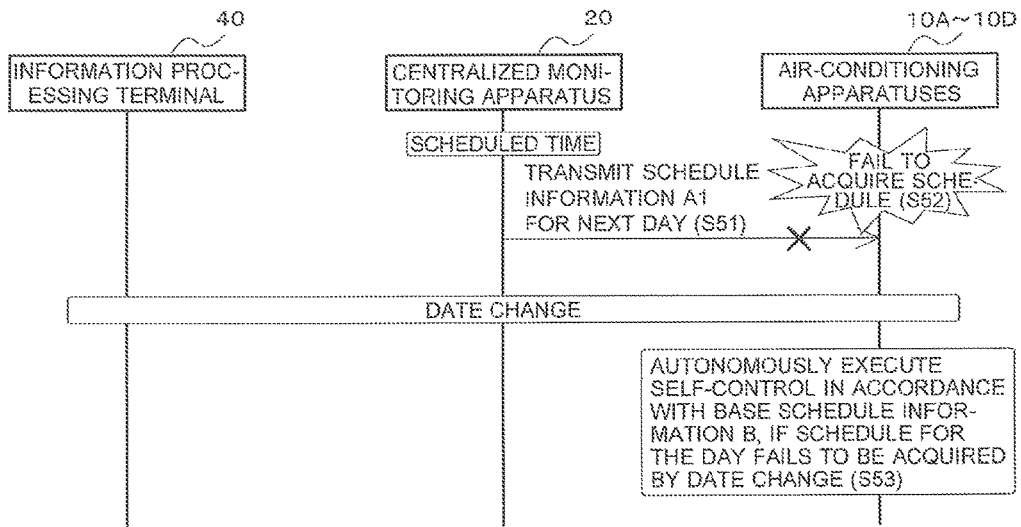 40
20
10A~10D
INFORMATION PROC-
ESSING TERMINAL
CENTRALIZED MONI-
TORING APPARATUS
AIR-CONDITIONING
APPARATUSES
SCHEDULED TIME
TRANSMIT SCHEDULE
INFORMATION A1
FOR NEXT DAY (S51)
FAIL TO
ACQUIRE SCHE-
DULE (S52)
DATE CHANGE
AUTONOMOUSLY EXECUTE
SELF-CONTROL IN ACCORDANCE
WITH BASE SCHEDULE INFOR-
MATION B, IF SCHEDULE FOR
THE DAY FAILS TO BE ACQUIRED
BY DATE CHANGE (S53)